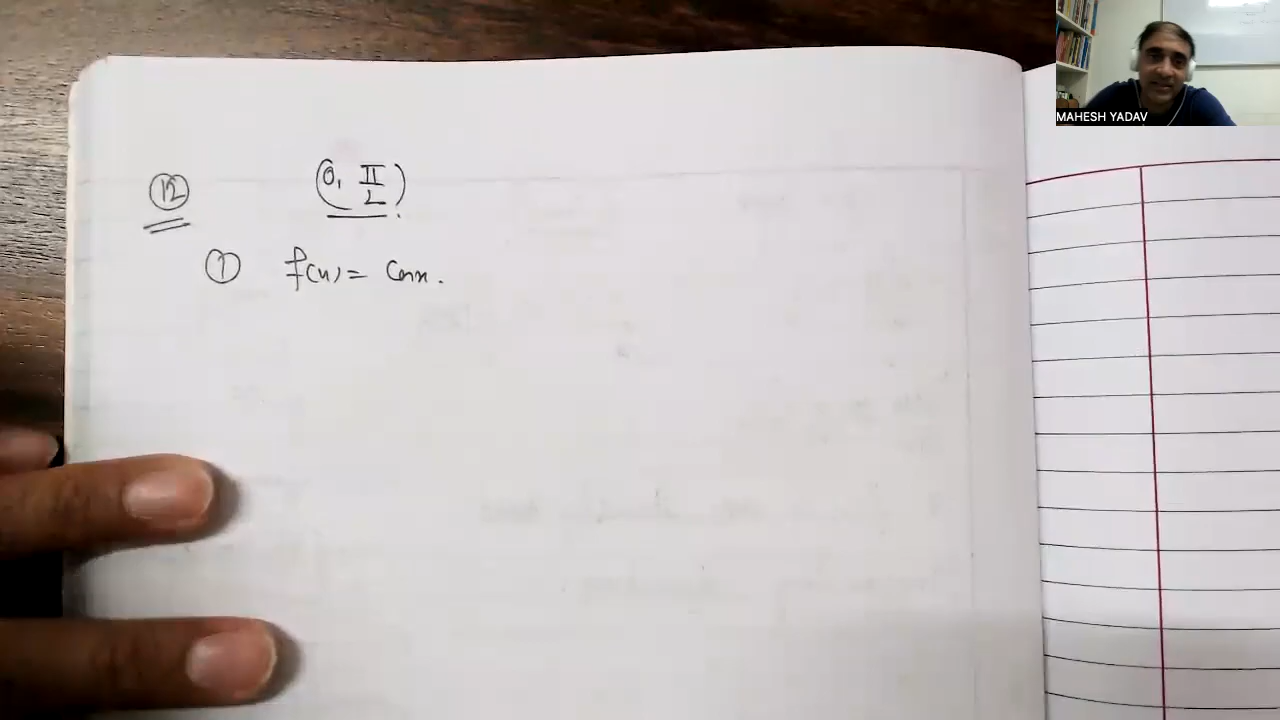 MAHESH YADAV
12 (0, π/2)
1 f(x) = Cos x.